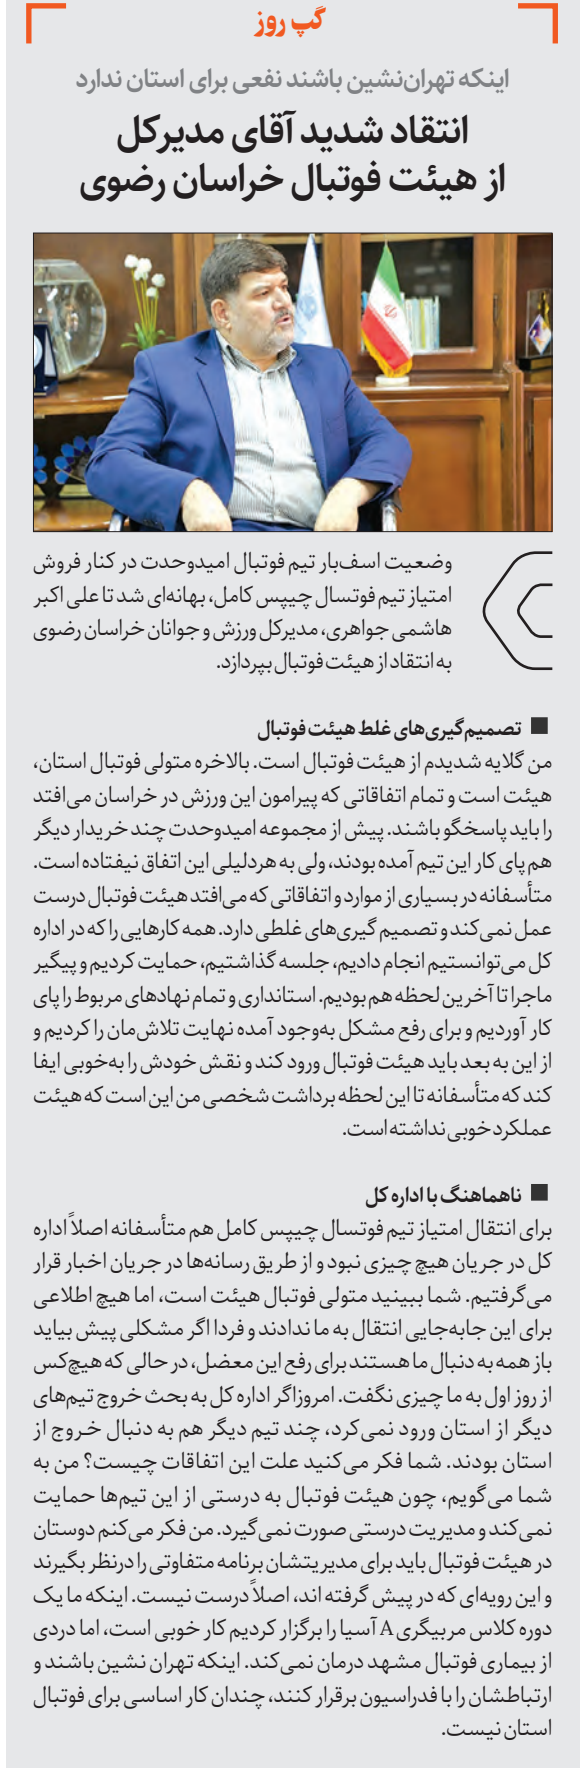 گپ روز
اینکه تهران‌نشین باشند نفعی برای استان ندارد
انتقاد شدید آقای مدیرکل
از هیئت فوتبال خراسان رضوی
وضعیت اسف‌بار تیم فوتبال امیدوحدت در کنار فروش
امتیاز تیم فوتسال چیپس کامل، بهانه‌ای شد تا علی اکبر
هاشمی جواهری، مدیرکل ورزش و جوانان خراسان رضوی
به انتقاد از هیئت فوتبال بپردازد.
■ تصمیم‌گیری‌های غلط هیئت فوتبال
من گلایه شدیدم از هیئت فوتبال است. بالاخره متولی فوتبال استان،
هیئت است و تمام اتفاقاتی که پیرامون این ورزش در خراسان می‌افتد
را باید پاسخگو باشند. پیش از مجموعه امیدوحدت چند خریدار دیگر
هم پای کار این تیم آمده بودند، ولی به هردلیلی این اتفاق نیفتاده است.
متأسفانه در بسیاری از موارد و اتفاقاتی که می‌افتد هیئت فوتبال درست
عمل نمی‌کند و تصمیم گیری‌های غلطی دارد. همه کارهایی را که در اداره
کل می‌توانستیم انجام دادیم، جلسه گذاشتیم، حمایت کردیم و پیگیر
ماجرا تا آخرین لحظه هم بودیم. استانداری و تمام نهادهای مربوط را پای
کار آوردیم و برای رفع مشکل به‌وجود آمده نهایت تلاش‌مان را کردیم و
از این به بعد باید هیئت فوتبال ورود کند و نقش خودش را به‌خوبی ایفا
کند که متأسفانه تا این لحظه برداشت شخصی من این است که هیئت
عملکرد خوبی نداشته است.
■ ناهماهنگ با اداره کل
برای انتقال امتیاز تیم فوتسال چیپس کامل هم متأسفانه اصلاً اداره
کل در جریان هیچ چیزی نبود و از طریق رسانه‌ها در جریان اخبار قرار
می‌گرفتیم. شما ببینید متولی فوتبال هیئت است، اما هیچ اطلاعی
برای این جابه‌جایی انتقال به ما ندادند و فردا اگر مشکلی پیش بیاید
باز همه به دنبال ما هستند برای رفع این معضل، در حالی که هیچ‌کس
از روز اول به ما چیزی نگفت. امروزاگر اداره کل به بحث خروج تیم‌های
دیگر از استان ورود نمی‌کرد، چند تیم دیگر هم به دنبال خروج از
استان بودند. شما فکر می‌کنید علت این اتفاقات چیست؟ من به
شما می‌گویم، چون هیئت فوتبال به درستی از این تیم‌ها حمایت
نمی‌کند و مدیریت درستی صورت نمی‌گیرد. من فکر می‌کنم دوستان
در هیئت فوتبال باید برای مدیریتشان برنامه متفاوتی را درنظر بگیرند
و این رویه‌ای که در پیش گرفته اند، اصلاً درست نیست. اینکه ما یک
دوره کلاس مربیگری A آسیا را برگزار کردیم کار خوبی است، اما دردی
از بیماری فوتبال مشهد درمان نمی‌کند. اینکه تهران نشین باشند و
ارتباطشان را با فدراسیون برقرار کنند، چندان کار اساسی برای فوتبال
استان نیست.